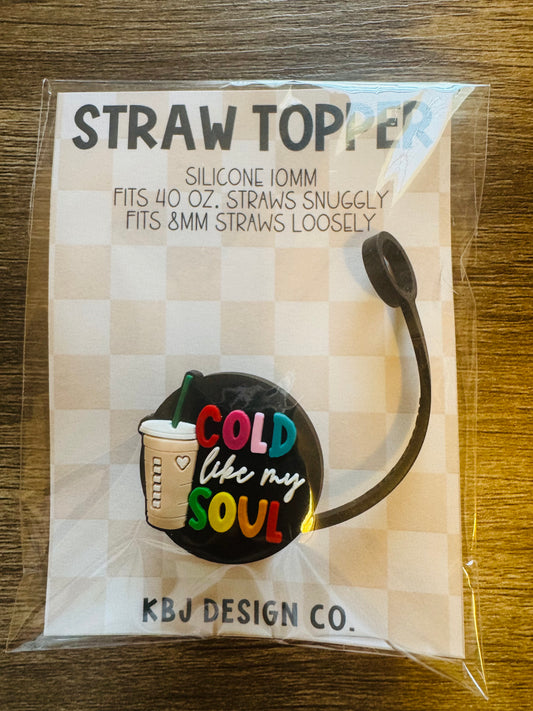 STRAW TOPPER
SILICONE 10MM
FITS 40 OZ. STRAWS SNUGGLY
FITS 8MM STRAWS LOOSELY
COLD
like my
SOUL
KBJ DESIGN CO.